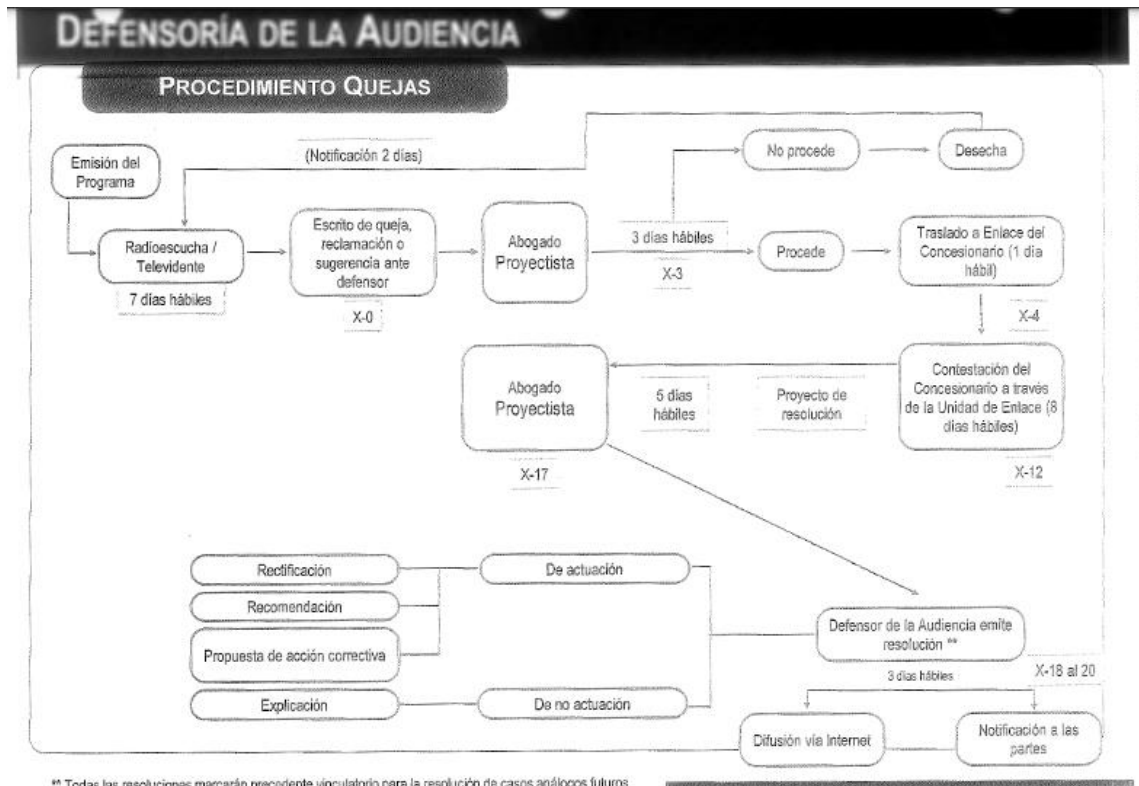 DEFENSORÍA DE LA AUDIENCIA
PROCEDIMIENTO QUEJAS
Emisión del
Programa
(Notificación 2 días)
No procede
Desecha
Radioescucha /
Televidente
7 días hábiles
Escrito de queja,
reclamación o
sugerencia ante
defensor
X-0
Abogado
Proyectista
3 días hábiles
X-3
Procede
Traslado a Enlace del
Concesionario (1 día
hábil)
X-4
Abogado
Proyectista
X-17
5 días
hábiles
Proyecto de
resolución
Contestación del
Concesionario a través
de la Unidad de Enlace (8
días hábiles)
X-12
Rectificación
De actuación
Recomendación
Propuesta de acción correctiva
Explicación
De no actuación
Defensor de la Audiencia emite
resolución **
X-18 al 20
3 días hábiles
Difusión vía Internet
Notificación a las
partes
** Todas las resoluciones marcarán precedente vinculatorio para la resolución de casos análogos futuros